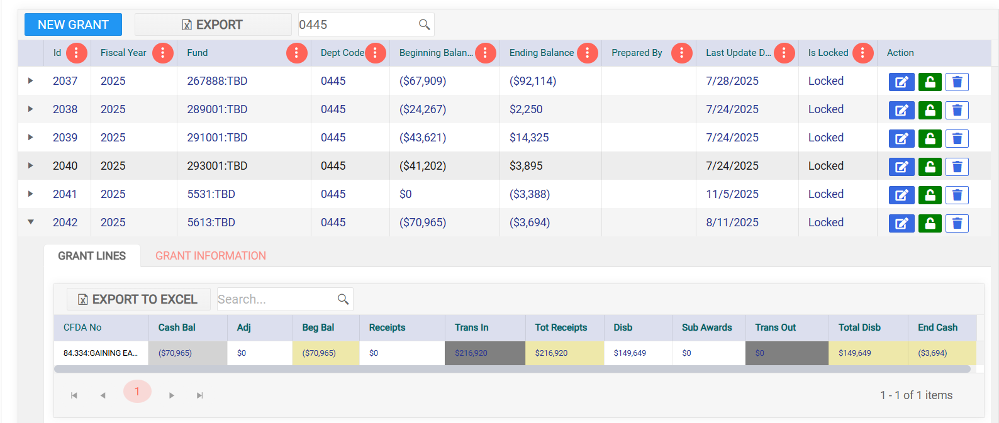 NEW GRANT EXPORT 0445
Id Fiscal Year Fund Dept Code Beginning Balan... Ending Balance Prepared By Last Update D... Is Locked Action
2037 2025 267888:TBD 0445 ($67,909) ($92,114) 7/28/2025 Locked
2038 2025 289001:TBD 0445 ($24,267) $2,250 7/24/2025 Locked
2039 2025 291001:TBD 0445 ($43,621) $14,325 7/24/2025 Locked
2040 2025 293001:TBD 0445 ($41,202) $3,895 7/24/2025 Locked
2041 2025 5531:TBD 0445 $0 ($3,388) 11/5/2025 Locked
2042 2025 5613:TBD 0445 ($70,965) ($3,694) 8/11/2025 Locked
GRANT LINES GRANT INFORMATION
EXPORT TO EXCEL Search...
CFDA No Cash Bal Adj Beg Bal Receipts Trans In Tot Receipts Disb Sub Awards Trans Out Total Disb End Cash
84.334:GAINING EA... ($70,965) $0 ($70,965) $0 $216,920 $216,920 $149,649 $0 $0 $149,649 ($3,694)
1 1 - 1 of 1 items